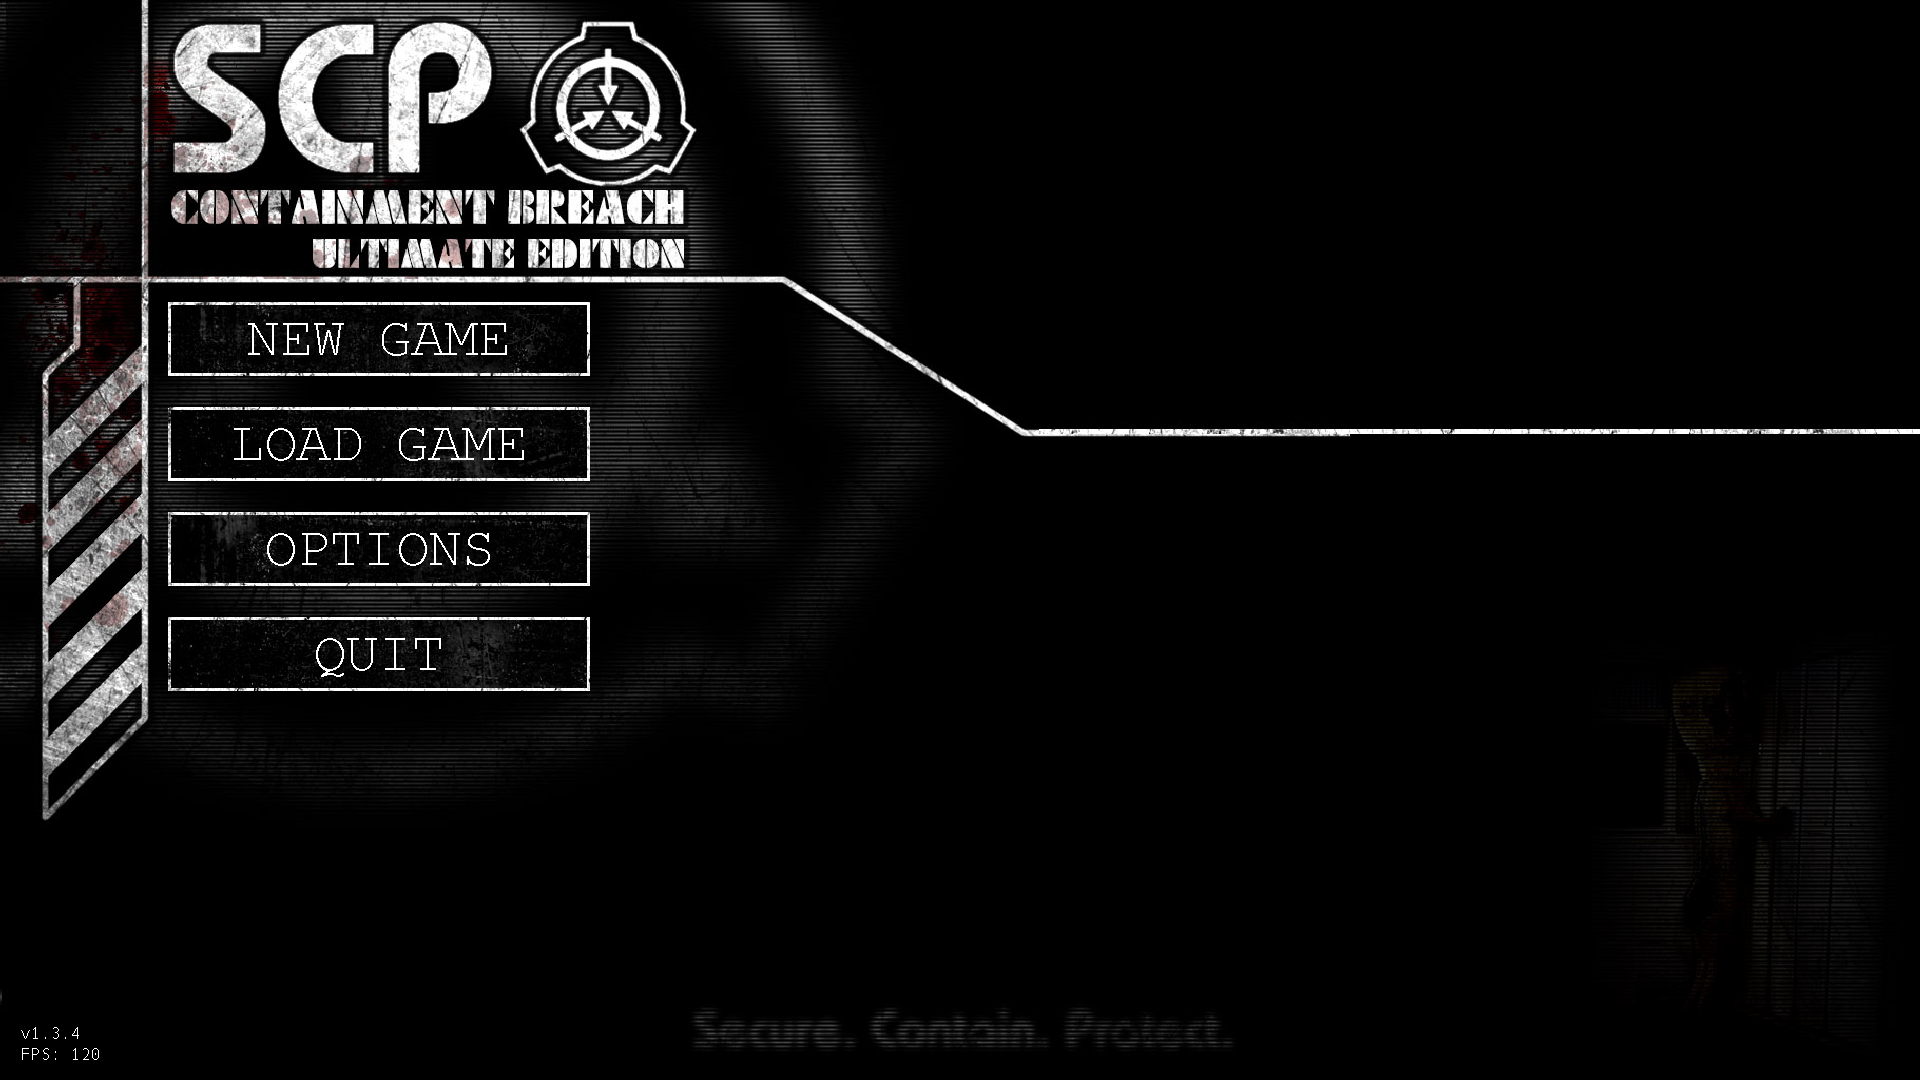 SCP
CONTAINMENT BREACH
ULTIMATE EDITION
NEW GAME
LOAD GAME
OPTIONS
QUIT
Secure. Contain. Protect.
v1.3.4
FPS: 120